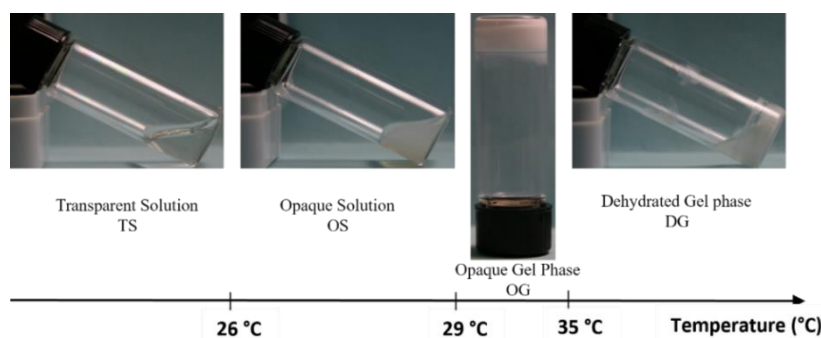 Transparent Solution
TS
Opaque Solution
OS
Opaque Gel Phase
OG
Dehydrated Gel phase
DG
26 °C
29 °C
35 °C
Temperature (°C)